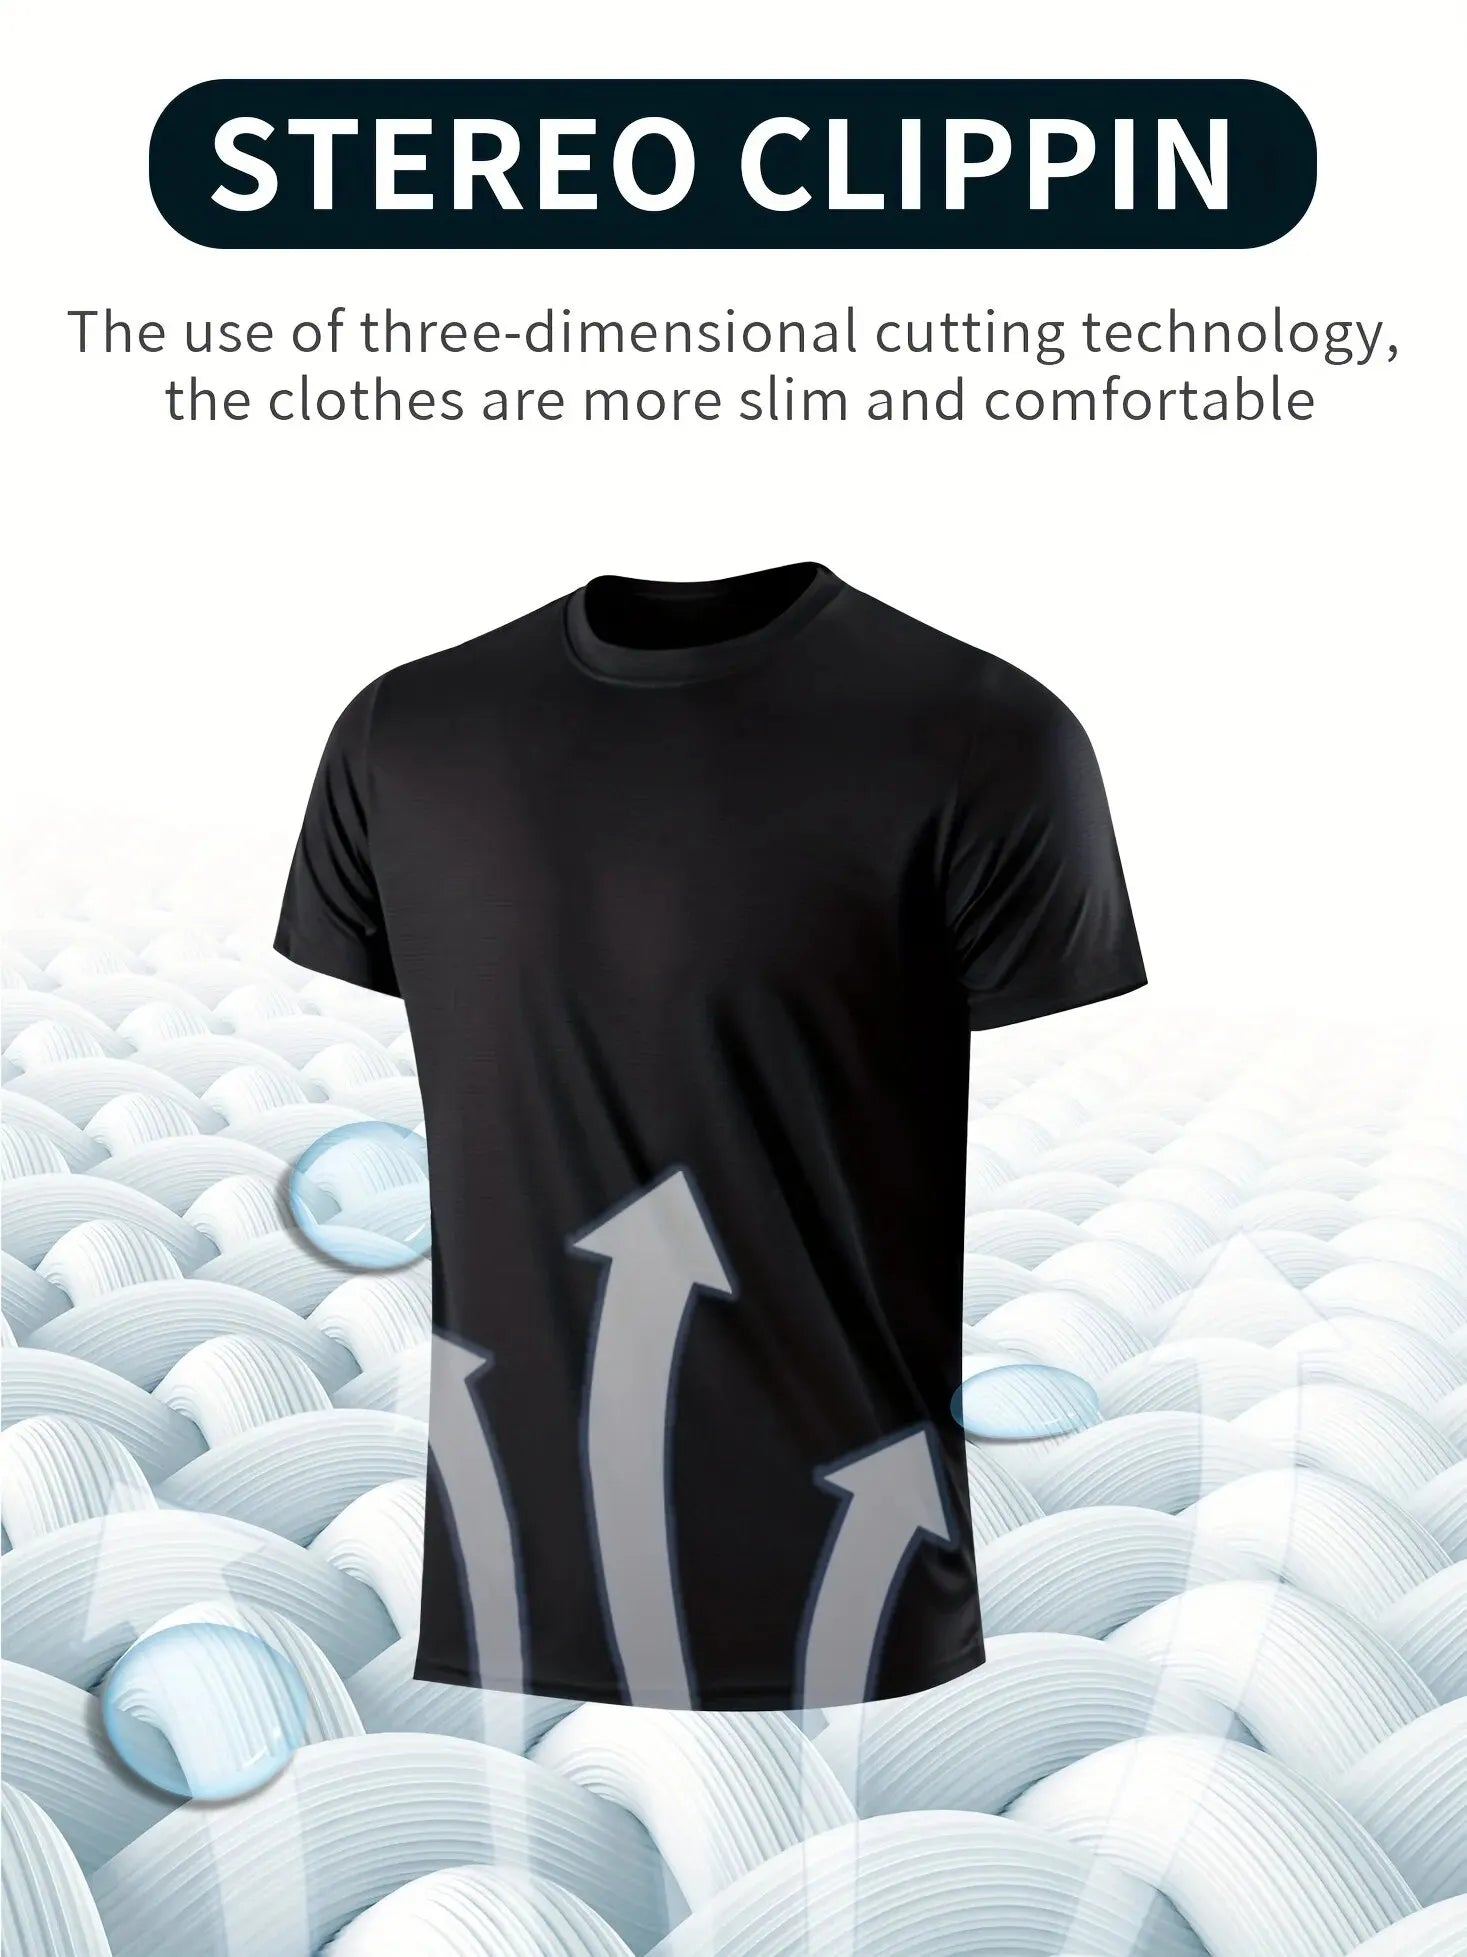 STEREO CLIPPIN
The use of three-dimensional cutting technology,
the clothes are more slim and comfortable